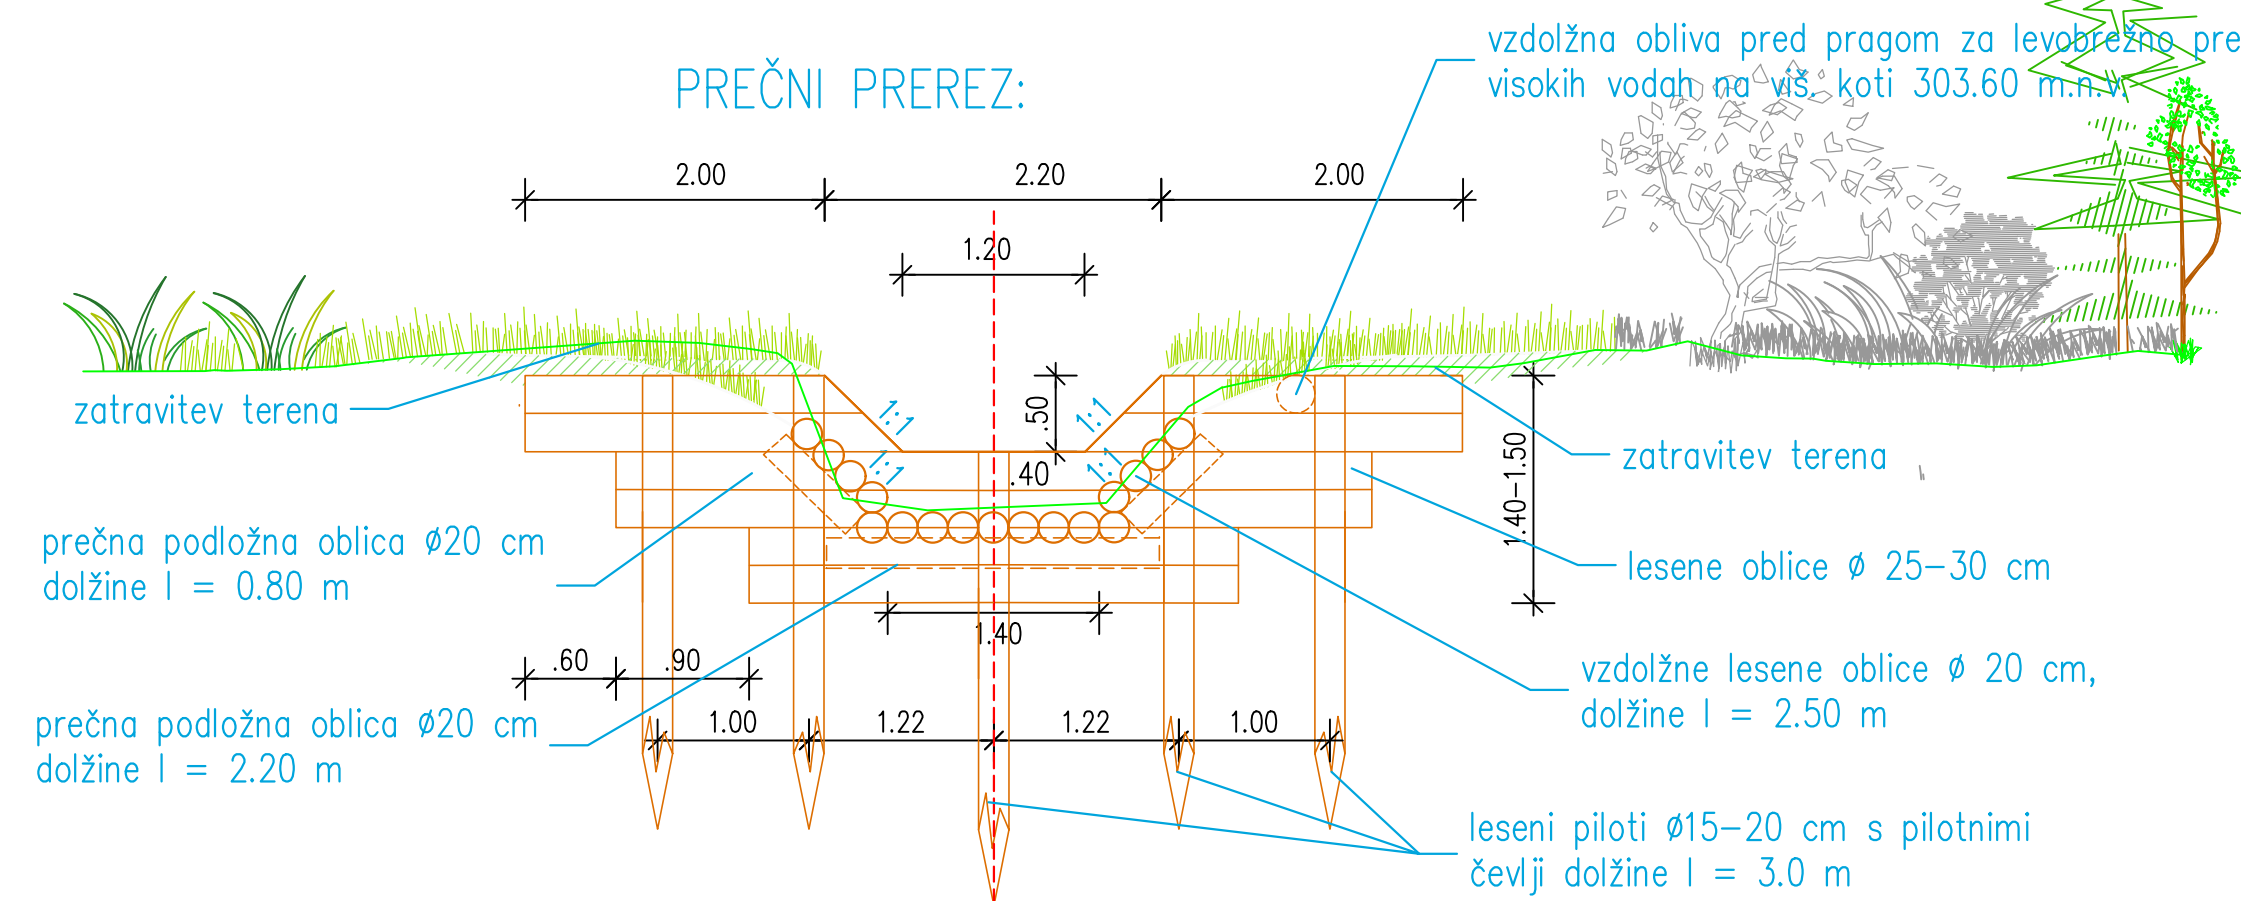 vzdolžna obliva pred pragom za levobrežno pre
visokih vodah na viš. koti 303.60 m.n.v.
PREČNI PREREZ:
2.00
2.20
2.00
1.20
zatravitev terena
1:1
.50
1:1
1:1
.40
1:1
1.40-1.50
zatravitev terena
prečna podložna oblica Ø20 cm
dolžine l = 0.80 m
lesene oblice Ø 25-30 cm
1.40
.60
.90
vzdolžne lesene oblice Ø 20 cm,
dolžine l = 2.50 m
prečna podložna oblica Ø20 cm
dolžine l = 2.20 m
1.00
1.22
1.22
1.00
leseni piloti Ø15-20 cm s pilotnimi
čevlji dolžine l = 3.0 m